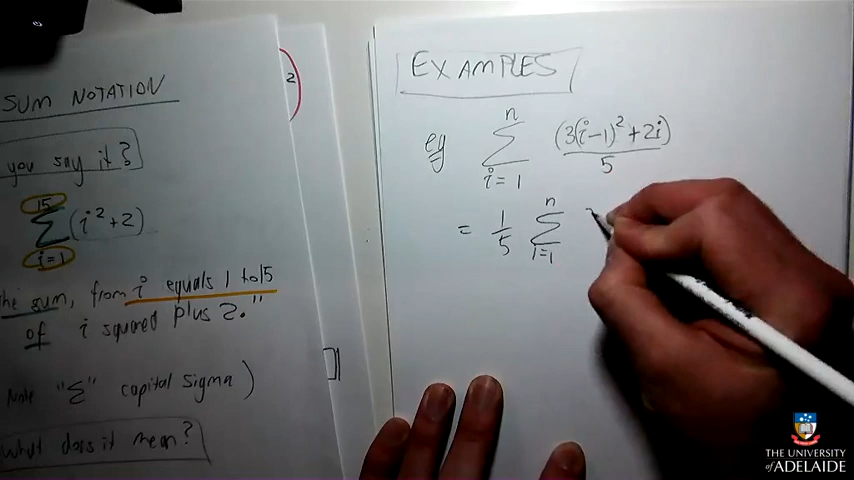 SUM NOTATION
you say it?
15
Σ (i² + 2)
i = 1
the sum, from i equals 1 to 15
of i squared plus 2."
Note "Σ" capital sigma)
What does it mean?
2
EXAMPLES
eg n
Σ (3(i-1)² + 2i)
i = 1 5
= 1/5 n
Σ
i=1
THE UNIVERSITY
of ADELAIDE